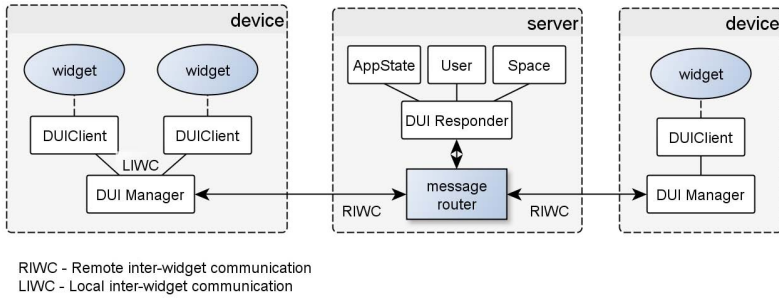 device
server
device
widget
widget
AppState
User
Space
widget
DUIClient
DUIClient
DUI Responder
DUIClient
LIWC
DUI Manager
message
router
DUI Manager
RIWC
RIWC
RIWC - Remote inter-widget communication
LIWC - Local inter-widget communication